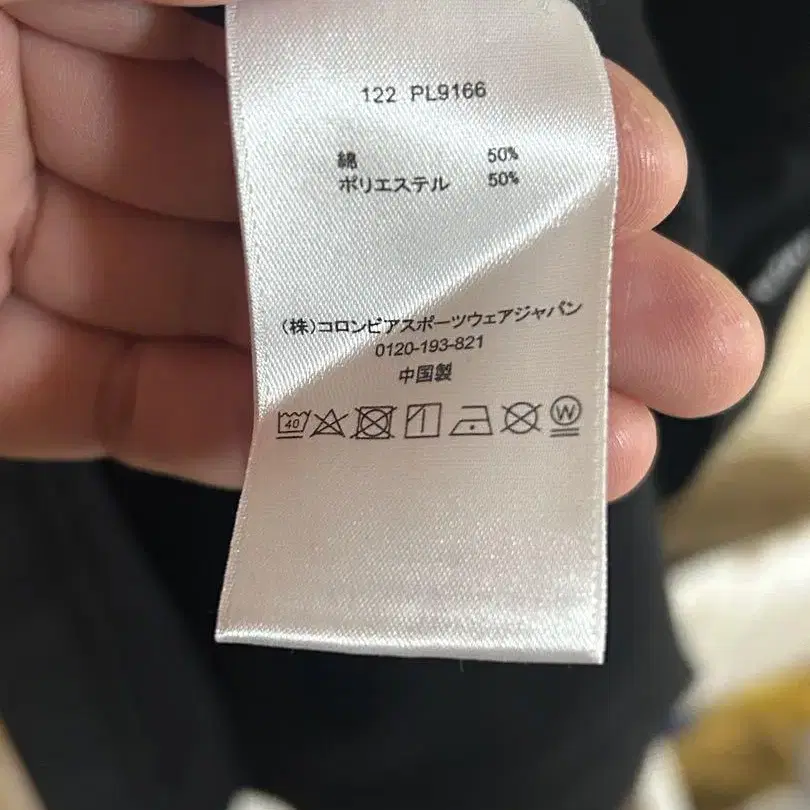 122 PL9166
綿 50%
ポリエステル 50%
(株)コロンビアスポーツウェアジャパン
0120-193-821
中国製
40 W